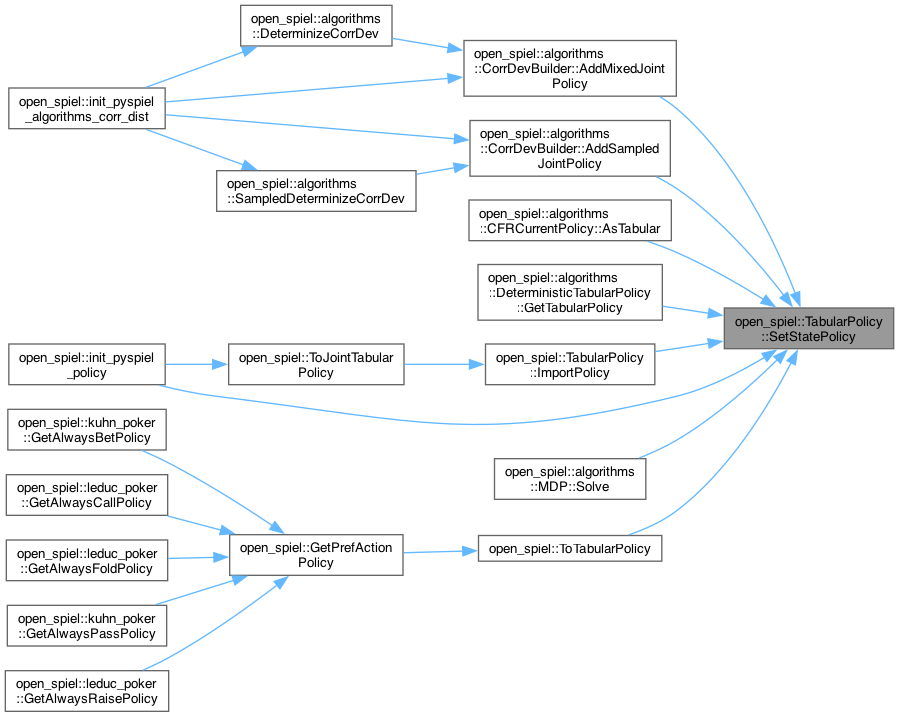 open_spiel::algorithms
::DeterminizeCorrDev
open_spiel::algorithms
::CorrDevBuilder::AddMixedJoint
Policy
open_spiel::init_pyspiel
_algorithms_corr_dist
open_spiel::algorithms
::CorrDevBuilder::AddSampled
JointPolicy
open_spiel::algorithms
::SampledDeterminizeCorrDev
open_spiel::algorithms
::CFRCurrentPolicy::AsTabular
open_spiel::algorithms
::DeterministicTabularPolicy
::GetTabularPolicy
open_spiel::TabularPolicy
::SetStatePolicy
open_spiel::init_pyspiel
_policy
open_spiel::ToJointTabular
Policy
open_spiel::TabularPolicy
::ImportPolicy
open_spiel::kuhn_poker
::GetAlwaysBetPolicy
open_spiel::algorithms
::MDP::Solve
open_spiel::leduc_poker
::GetAlwaysCallPolicy
open_spiel::GetPrefAction
Policy
open_spiel::ToTabularPolicy
open_spiel::leduc_poker
::GetAlwaysFoldPolicy
open_spiel::kuhn_poker
::GetAlwaysPassPolicy
open_spiel::leduc_poker
::GetAlwaysRaisePolicy